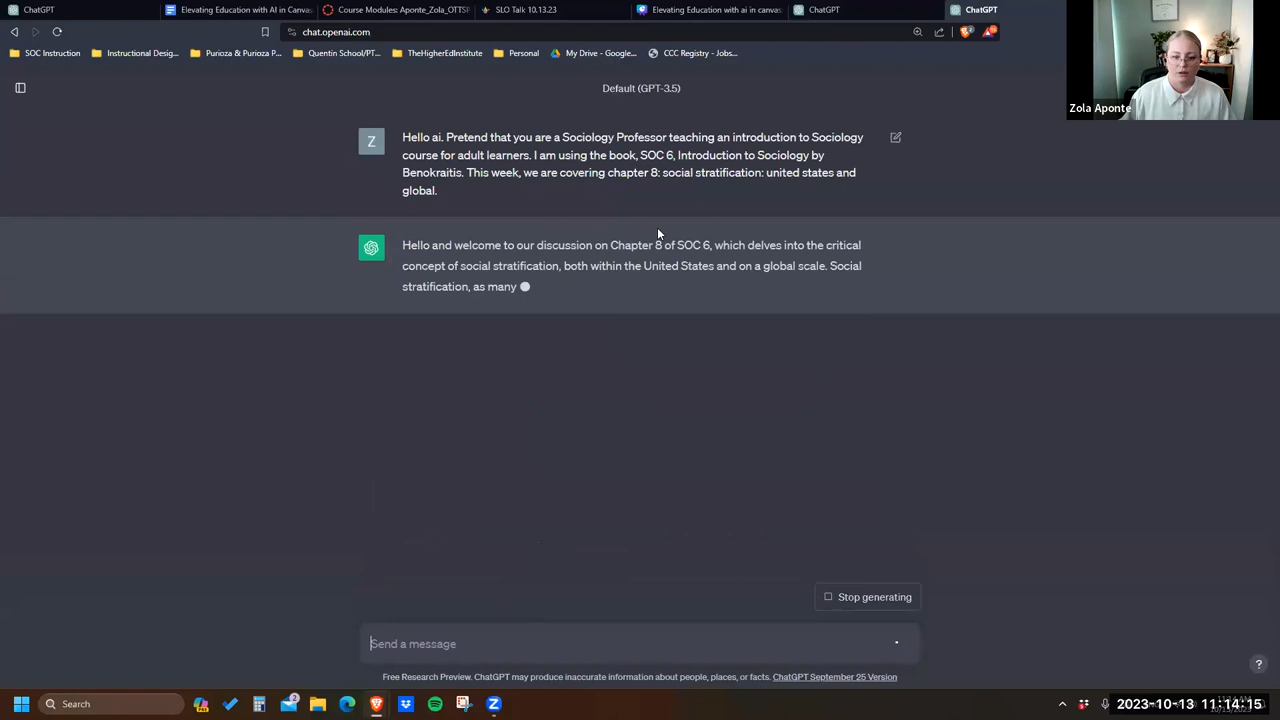 ChatGPT
Elevating Education with AI in Canvas
Course Modules: Aponte_Zola_OTTSP
SLO Talk 10.13.23
Elevating Education with ai in canvas
ChatGPT
ChatGPT
chat.openai.com
SOC Instruction
Instructional Desig...
Purioza & Purioza P...
Quentin School/PT...
TheHigherEdInstitute
Personal
My Drive - Google...
CCC Registry - Jobs...
Zola Aponte
Default (GPT-3.5)
Z
Hello ai. Pretend that you are a Sociology Professor teaching an introduction to Sociology
course for adult learners. I am using the book, SOC 6, Introduction to Sociology by
Benokraitis. This week, we are covering chapter 8: social stratification: united states and
global.
Hello and welcome to our discussion on Chapter 8 of SOC 6, which delves into the critical
concept of social stratification, both within the United States and on a global scale. Social
stratification, as many
Stop generating
Send a message
Free Research Preview. ChatGPT may produce inaccurate information about people, places, or facts. ChatGPT September 25 Version
?
Search
2023-10-13 11:14:15